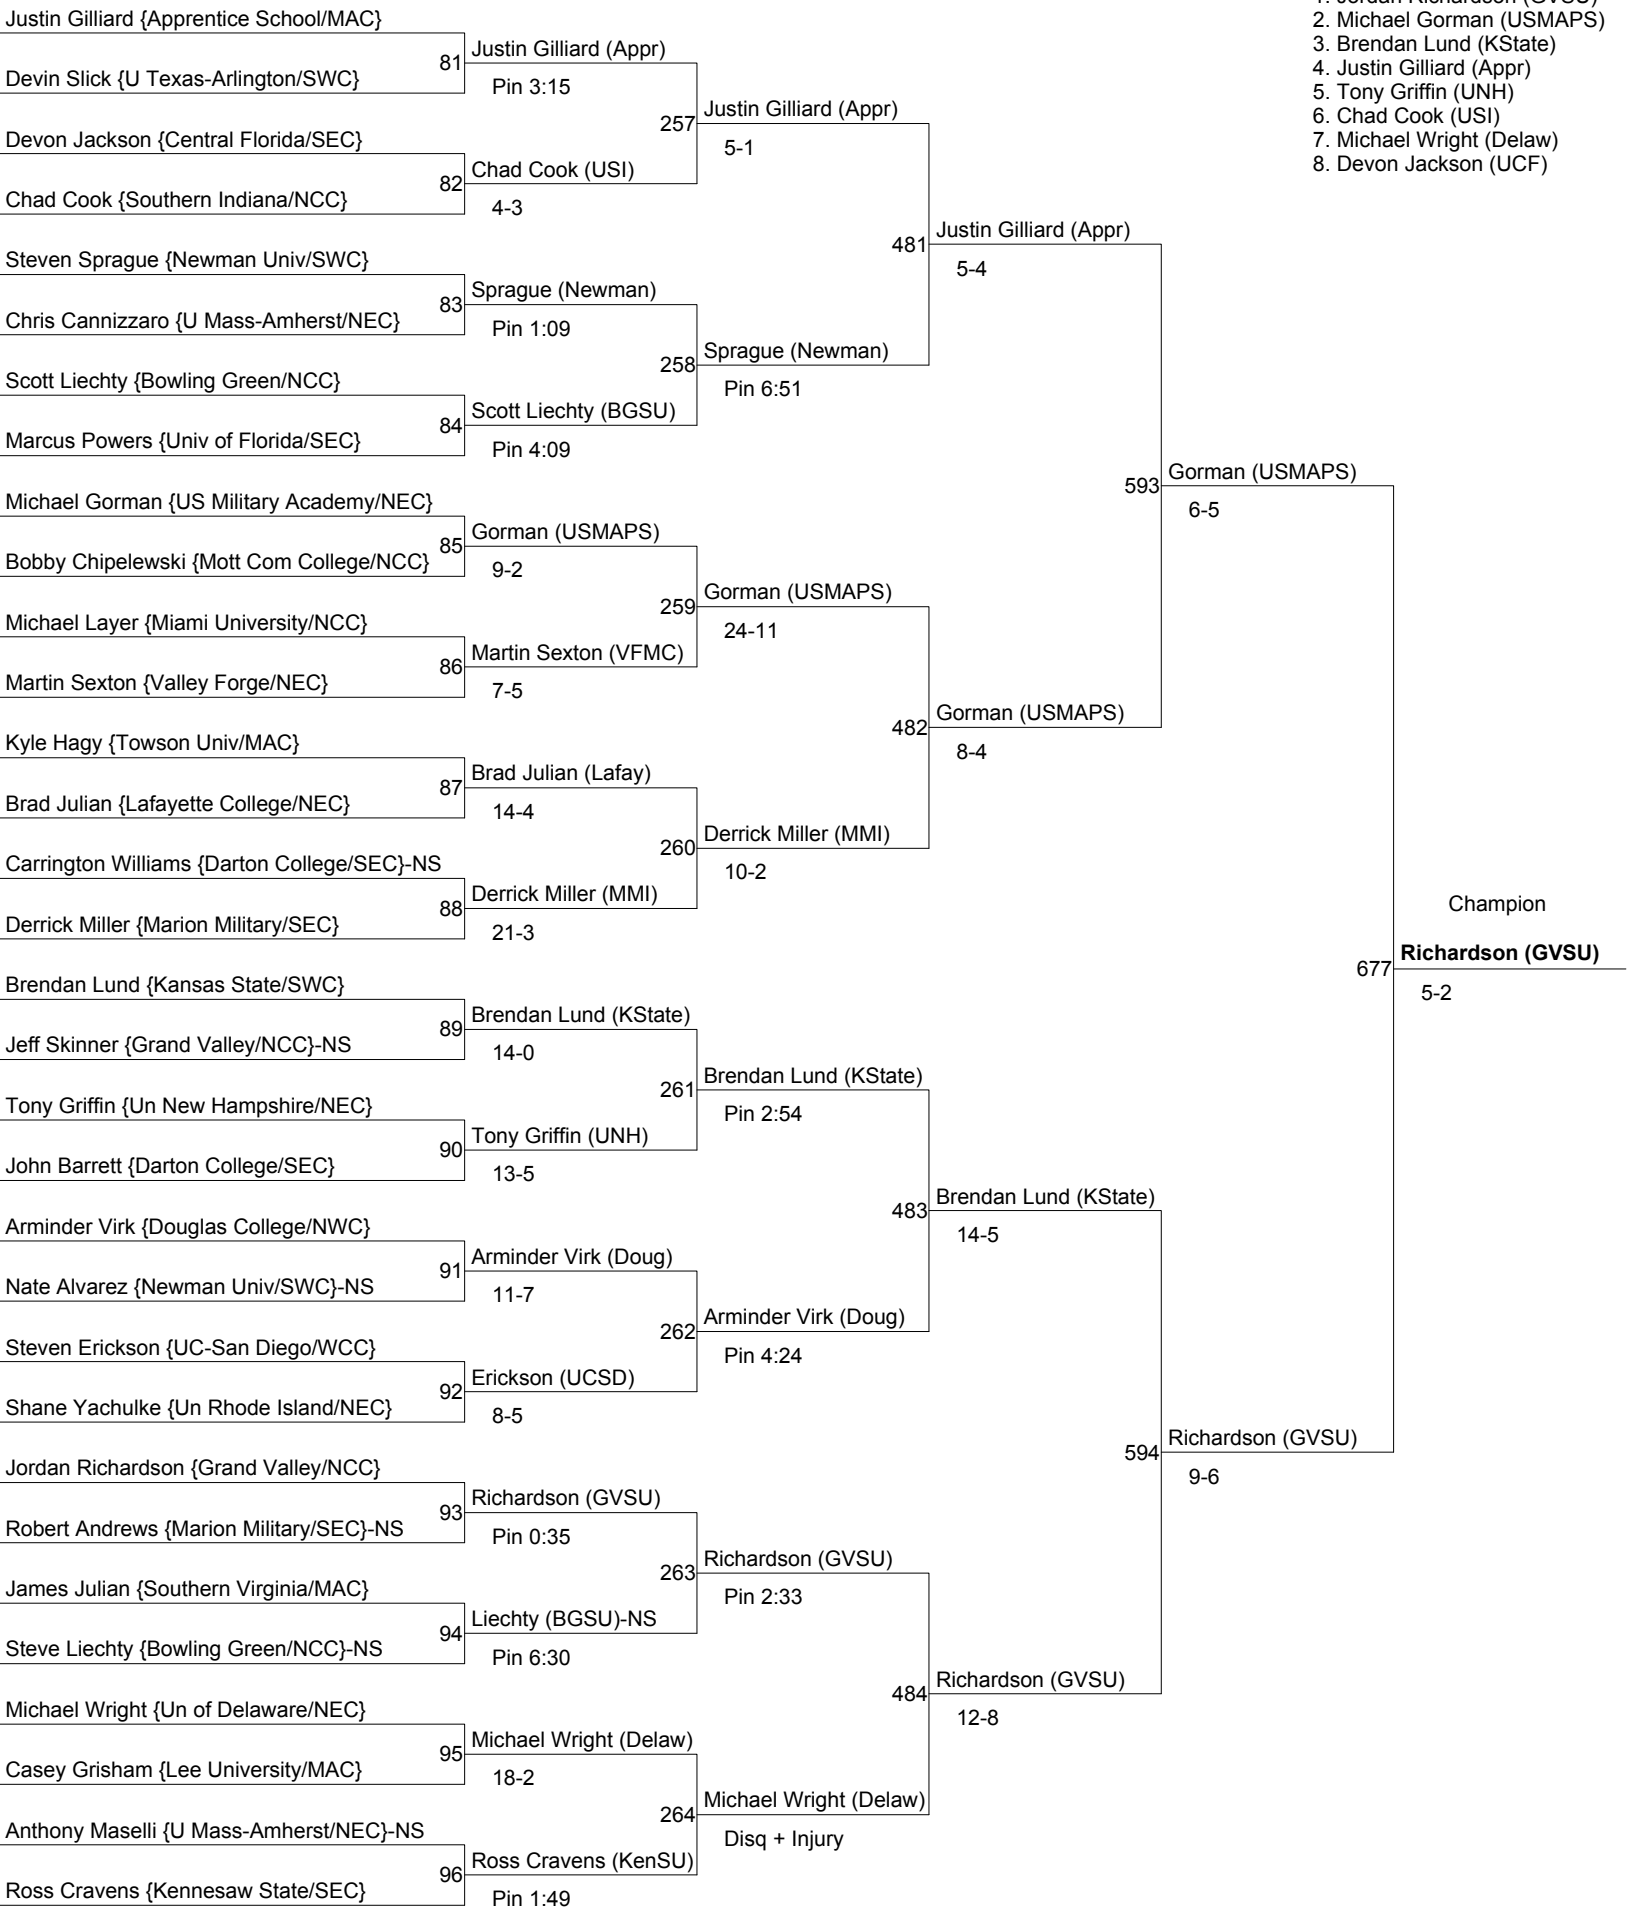 1. Jordan Richardson (GVSU)
2. Michael Gorman (USMAPS)
3. Brendan Lund (KState)
4. Justin Gilliard (Appr)
5. Tony Griffin (UNH)
6. Chad Cook (USI)
7. Michael Wright (Delaw)
8. Devon Jackson (UCF)
Justin Gilliard {Apprentice School/MAC}
81 Justin Gilliard (Appr)
Devin Slick {U Texas-Arlington/SWC}
Pin 3:15
257 Justin Gilliard (Appr)
5-1
Devon Jackson {Central Florida/SEC}
82 Chad Cook (USI)
Chad Cook {Southern Indiana/NCC}
4-3
481 Justin Gilliard (Appr)
5-4
Steven Sprague {Newman Univ/SWC}
83 Sprague (Newman)
Chris Cannizzaro {U Mass-Amherst/NEC}
Pin 1:09
258 Sprague (Newman)
Pin 6:51
Scott Liechty {Bowling Green/NCC}
84 Scott Liechty (BGSU)
Marcus Powers {Univ of Florida/SEC}
Pin 4:09
593 Gorman (USMAPS)
6-5
Michael Gorman {US Military Academy/NEC}
85 Gorman (USMAPS)
Bobby Chipelewski {Mott Com College/NCC}
9-2
259 Gorman (USMAPS)
24-11
Michael Layer {Miami University/NCC}
86 Martin Sexton (VFMC)
Martin Sexton {Valley Forge/NEC}
7-5
482 Gorman (USMAPS)
8-4
Kyle Hagy {Towson Univ/MAC}
87 Brad Julian (Lafay)
Brad Julian {Lafayette College/NEC}
14-4
260 Derrick Miller (MMI)
10-2
Carrington Williams {Darton College/SEC}-NS
88 Derrick Miller (MMI)
Derrick Miller {Marion Military/SEC}
21-3
Champion
677 Richardson (GVSU)
5-2
Brendan Lund {Kansas State/SWC}
89 Brendan Lund (KState)
Jeff Skinner {Grand Valley/NCC}-NS
14-0
261 Brendan Lund (KState)
Pin 2:54
Tony Griffin {Un New Hampshire/NEC}
90 Tony Griffin (UNH)
John Barrett {Darton College/SEC}
13-5
483 Brendan Lund (KState)
14-5
Arminder Virk {Douglas College/NWC}
91 Arminder Virk (Doug)
Nate Alvarez {Newman Univ/SWC}-NS
11-7
262 Arminder Virk (Doug)
Pin 4:24
Steven Erickson {UC-San Diego/WCC}
92 Erickson (UCSD)
Shane Yachulke {Un Rhode Island/NEC}
8-5
594 Richardson (GVSU)
9-6
Jordan Richardson {Grand Valley/NCC}
93 Richardson (GVSU)
Robert Andrews {Marion Military/SEC}-NS
Pin 0:35
263 Richardson (GVSU)
Pin 2:33
James Julian {Southern Virginia/MAC}
94 Liechty (BGSU)-NS
Steve Liechty {Bowling Green/NCC}-NS
Pin 6:30
484 Richardson (GVSU)
12-8
Michael Wright {Un of Delaware/NEC}
95 Michael Wright (Delaw)
Casey Grisham {Lee University/MAC}
18-2
264 Michael Wright (Delaw)
Disq + Injury
Anthony Maselli {U Mass-Amherst/NEC}-NS
96 Ross Cravens (KenSU)
Ross Cravens {Kennesaw State/SEC}
Pin 1:49